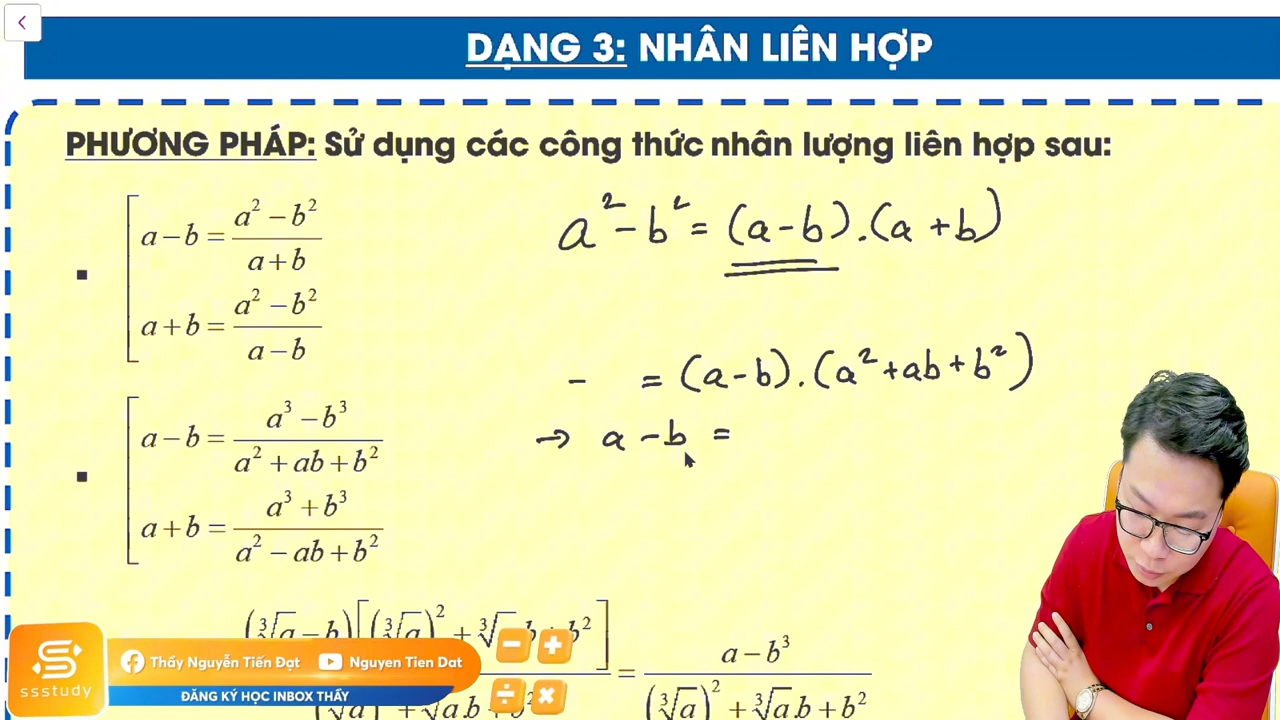 DẠNG 3: NHÂN LIÊN HỢP
PHƯƠNG PHÁP: Sử dụng các công thức nhân lượng liên hợp sau:
a − b = (a² − b²)/(a + b)
a + b = (a² − b²)/(a − b)
a² − b² = (a − b).(a + b)
− = (a − b).(a² + ab + b²)
→ a − b =
a − b = (a³ − b³)/(a² + ab + b²)
a + b = (a³ + b³)/(a² − ab + b²)
(∛a − b)[(∛a)² + ∛ b²]
= (a − b³)/((∛a)² + ∛a.b + b²)
ssstudy
Thầy Nguyễn Tiến Đạt Nguyen Tien Dat
ĐĂNG KÝ HỌC INBOX THẦY